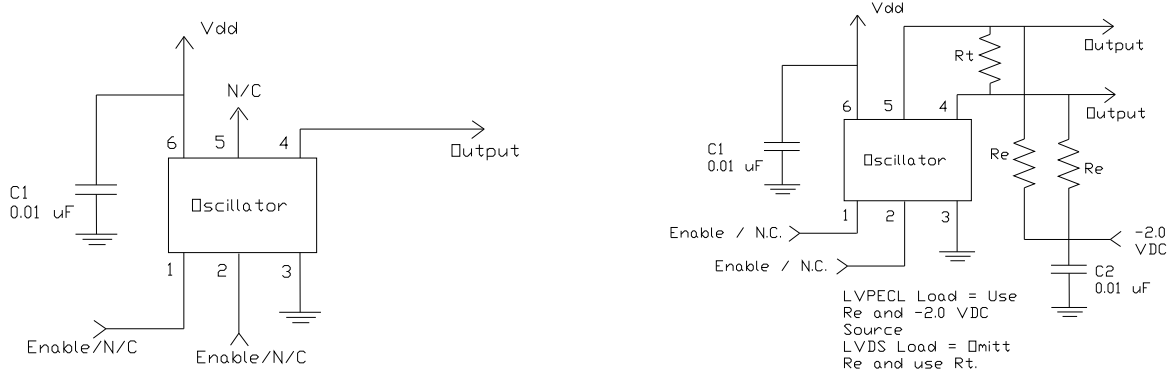 Vdd
N/C
6
5
4
Output
C1
0.01 uF
Oscillator
1
2
3
Enable/N/C
Enable/N/C
Vdd
Output
Rt
6
5
4
Output
C1
0.01 uF
Oscillator
Re
Re
1
2
3
Enable / N.C.
Enable / N.C.
-2.0
VDC
C2
0.01 uF
LVPECL Load = Use
Re and -2.0 VDC
Source
LVDS Load = Omitt
Re and use Rt.